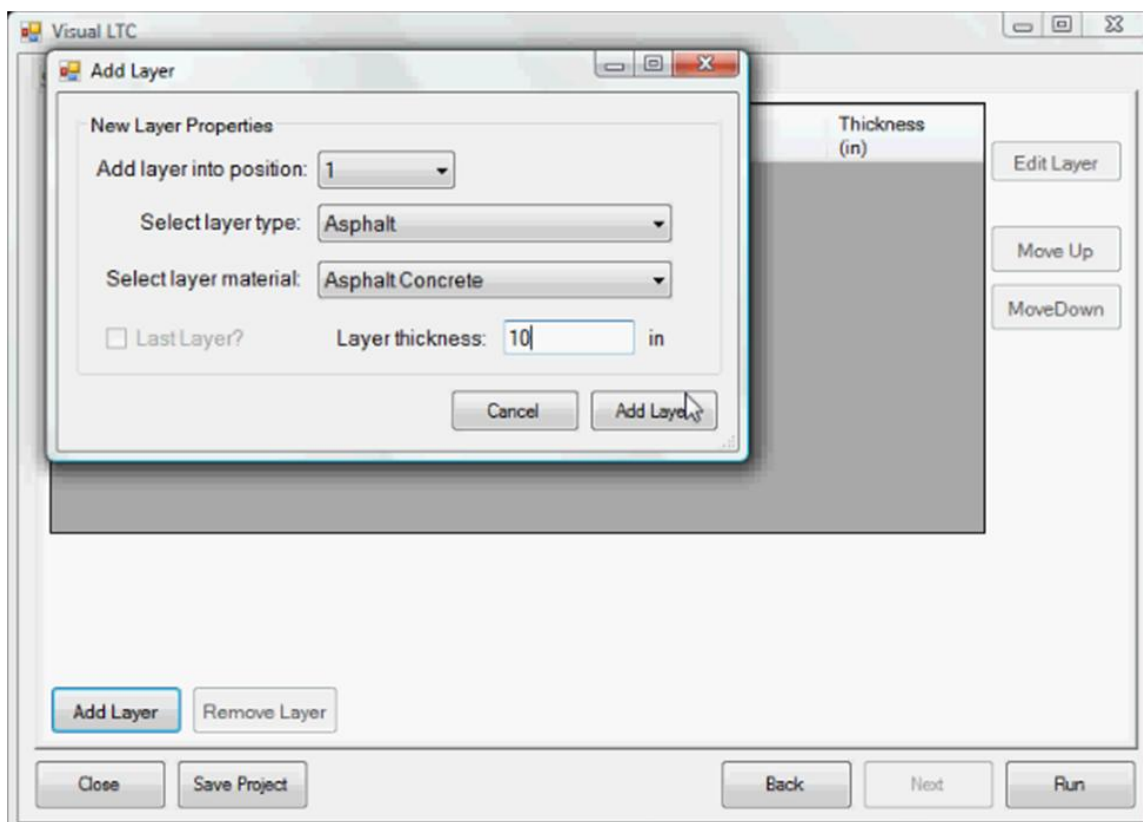 Visual LTC
Add Layer
New Layer Properties
Add layer into position: 1
Select layer type: Asphalt
Select layer material: Asphalt Concrete
Last Layer? Layer thickness: 10 in
Cancel Add Layer
Thickness
(in)
Edit Layer
Move Up
MoveDown
Add Layer Remove Layer
Close Save Project Back Next Run